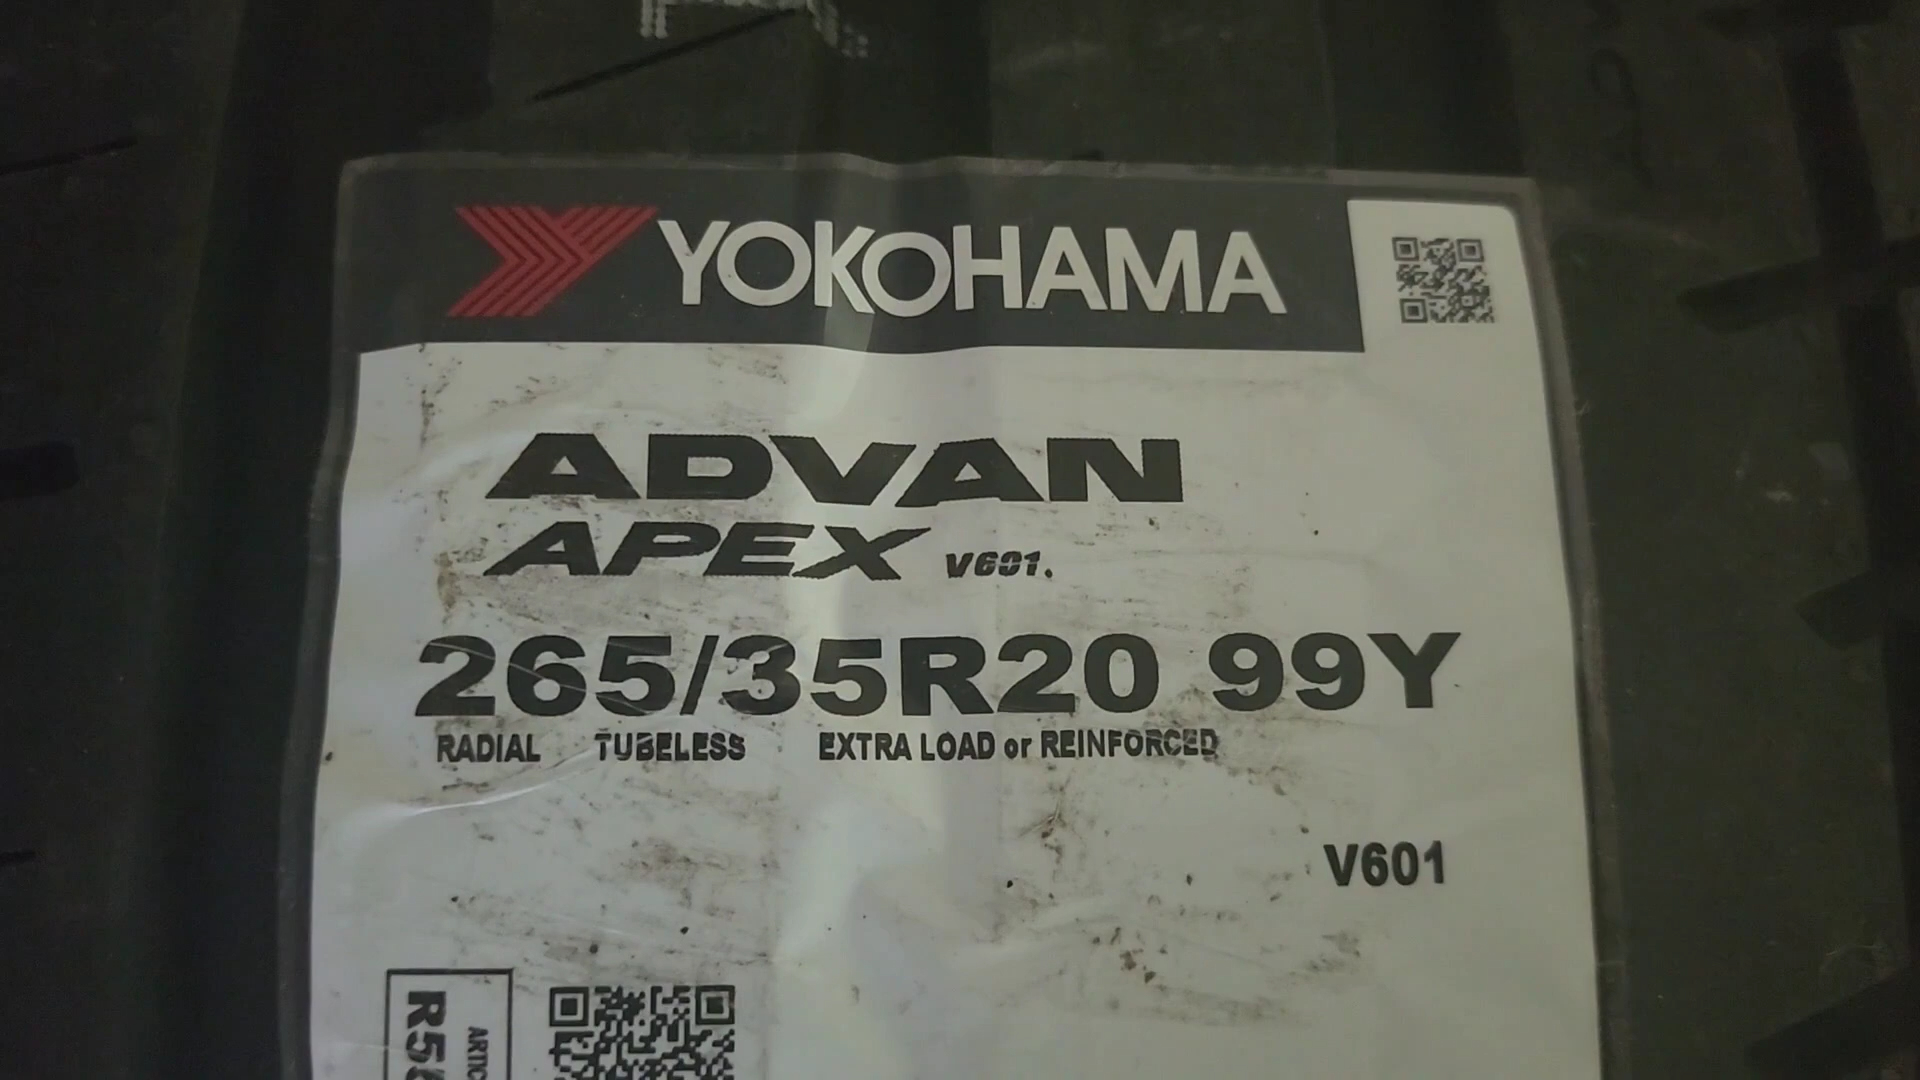 YOKOHAMA
ADVAN
APEX V601.
265/35R20 99Y
RADIAL TUBELESS EXTRA LOAD or REINFORCED
V601